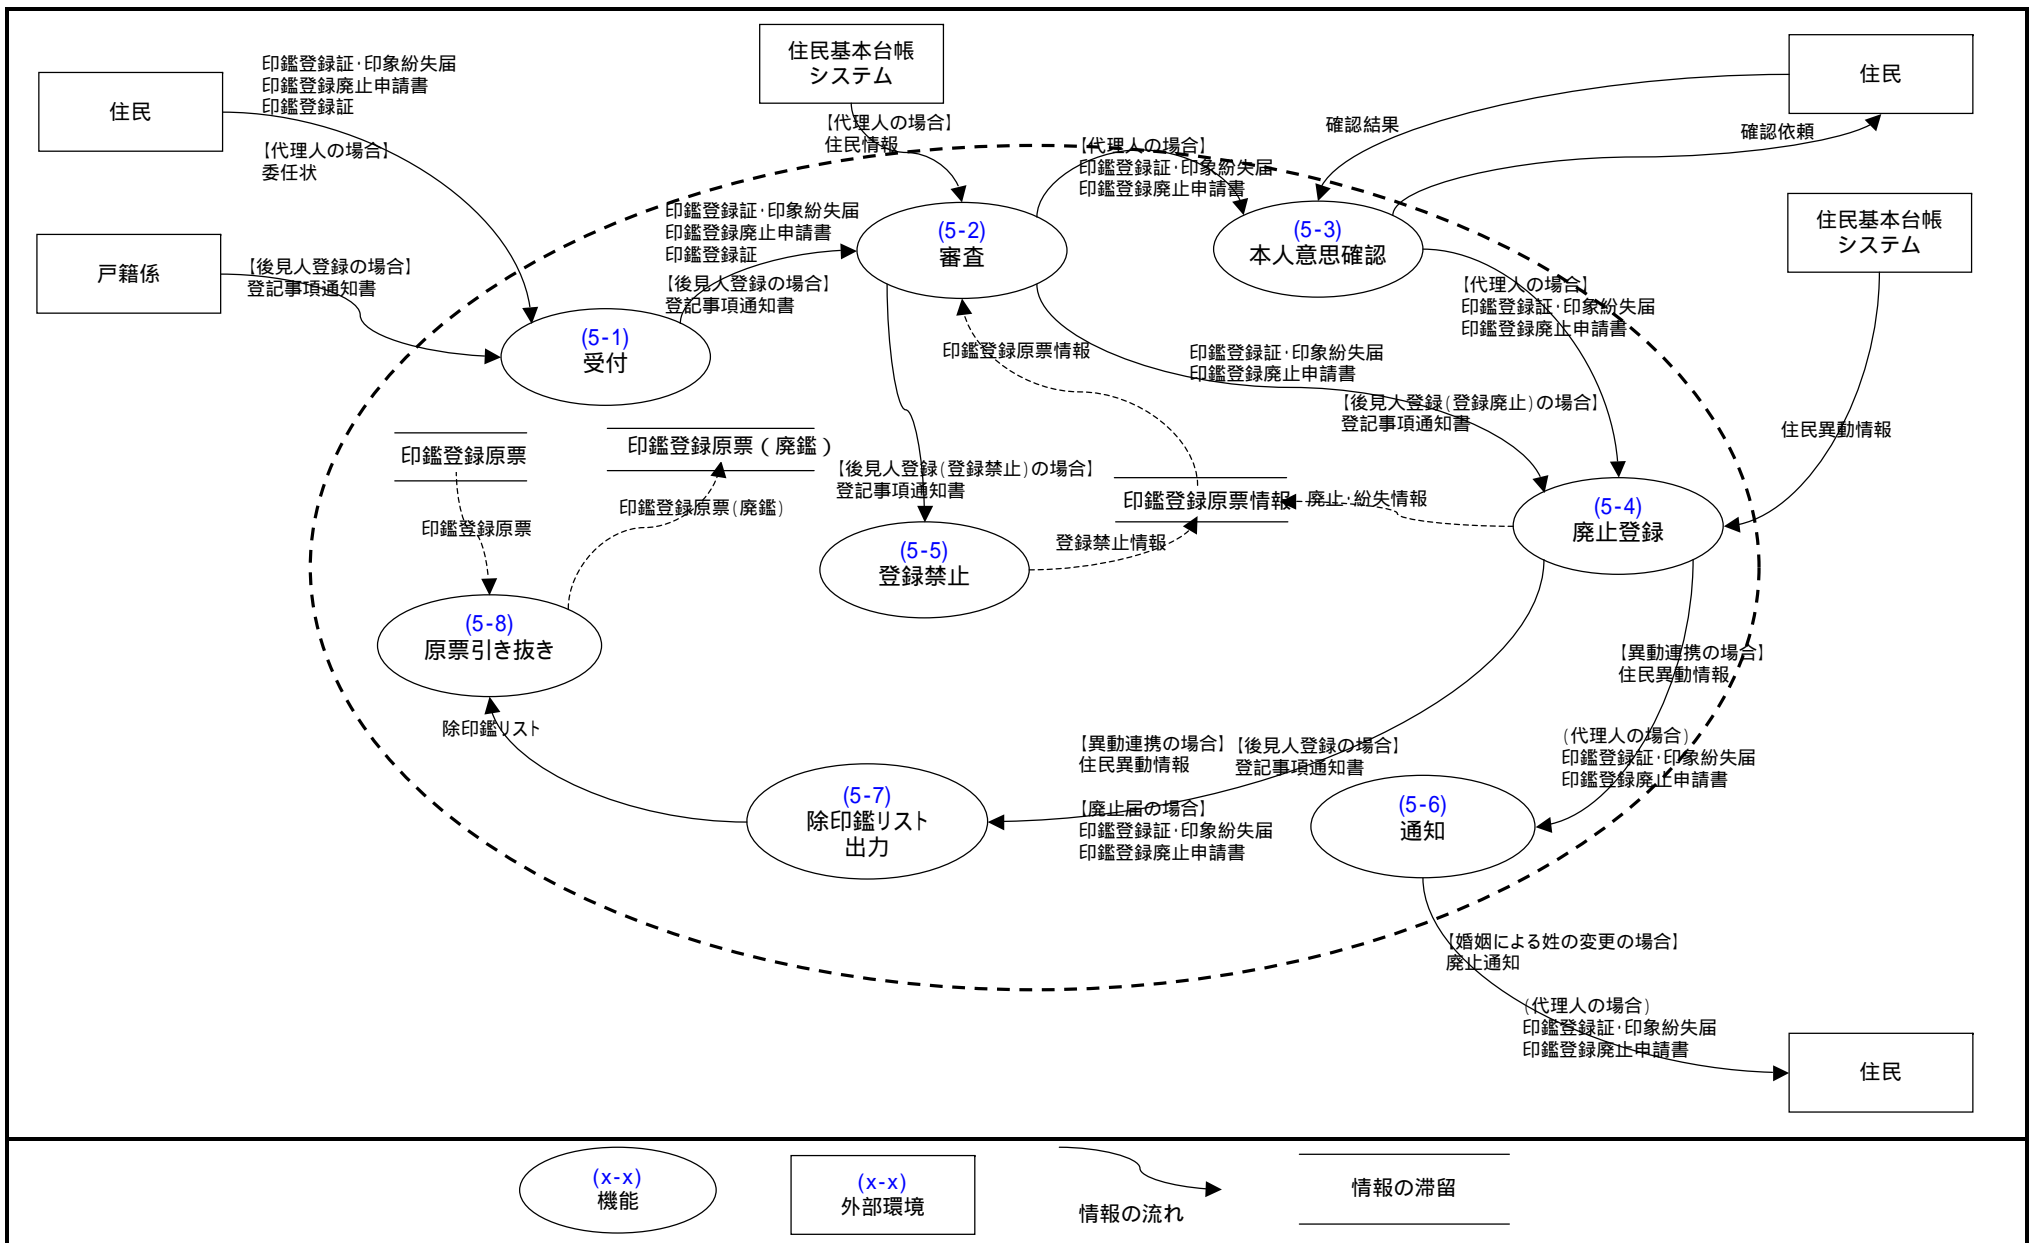 住民
印鑑登録証・印象紛失届
印鑑登録廃止申請書
印鑑登録証
【代理人の場合】
委任状
住民基本台帳
システム
【代理人の場合】
住民情報
【代理人の場合】
印鑑登録証・印象紛失届
印鑑登録廃止申請書
確認結果
確認依頼
住民
戸籍係
【後見人登録の場合】
登記事項通知書
印鑑登録証・印象紛失届
印鑑登録廃止申請書
印鑑登録証
【後見人登録の場合】
登記事項通知書
(5-1)
受付
(5-2)
審査
(5-3)
本人意思確認
住民基本台帳
システム
【代理人の場合】
印鑑登録証・印象紛失届
印鑑登録廃止申請書
印鑑登録原票情報
印鑑登録証・印象紛失届
印鑑登録廃止申請書
【後見人登録(登録廃止)の場合】
登記事項通知書
住民異動情報
印鑑登録原票
印鑑登録原票（廃鑑）
【後見人登録(登録禁止)の場合】
登記事項通知書
印鑑登録原票情報
廃止・紛失情報
(5-4)
廃止登録
印鑑登録原票
印鑑登録原票(廃鑑)
(5-5)
登録禁止
登録禁止情報
(5-8)
原票引き抜き
【異動連携の場合】
住民異動情報
除印鑑リスト
(5-7)
除印鑑リスト
出力
【異動連携の場合】
住民異動情報
【後見人登録の場合】
登記事項通知書
【廃止届の場合】
印鑑登録証・印象紛失届
印鑑登録廃止申請書
(代理人の場合)
印鑑登録証・印象紛失届
印鑑登録廃止申請書
(5-6)
通知
【婚姻による姓の変更の場合】
廃止通知
(代理人の場合)
印鑑登録証・印象紛失届
印鑑登録廃止申請書
住民
(x-x)
機能
(x-x)
外部環境
情報の流れ
情報の滞留